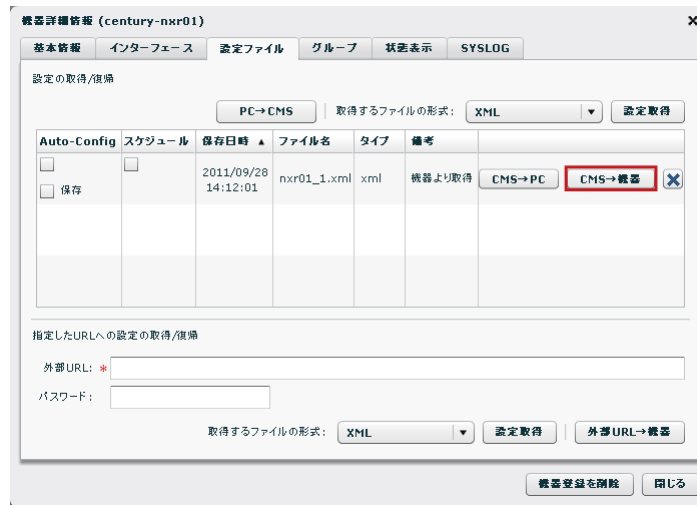 機器詳細情報 (century-nxr01)
基本情報 インターフェース 設定ファイル グループ 状態表示 SYSLOG
設定の取得/復帰
PC→CMS 取得するファイルの形式: XML 設定取得
Auto-Config スケジュール 保存日時 ▲ ファイル名 タイプ 備考
保存 2011/09/28 14:12:01 nxr01_1.xml xml 機器より取得 CMS→PC CMS→機器
指定したURLへの設定の取得/復帰
外部URL: *
パスワード:
取得するファイルの形式: XML 設定取得 外部URL→機器
機器登録を削除 閉じる